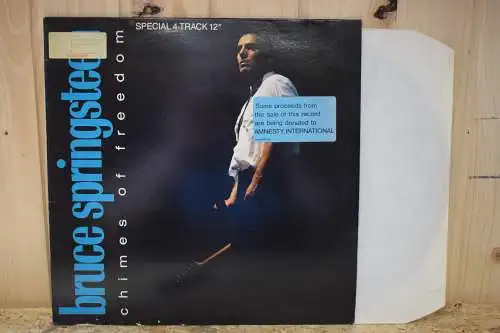 SPECIAL 4-TRACK 12"
bruce springsteen
chimes of freedom
Some proceeds from
the sale of this record
are being donated to
AMNESTY INTERNATIONAL